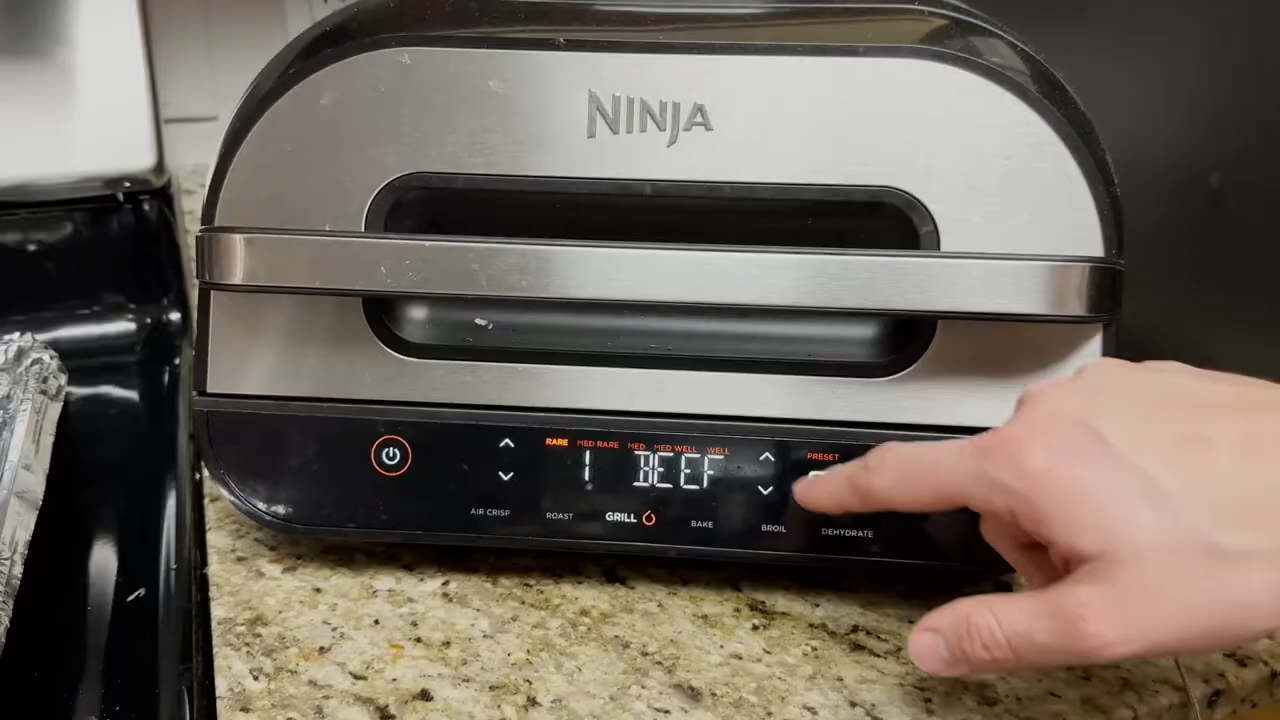 NINJA
RARE MED RARE MED MED WELL WELL
1 BEEF
PRESET
AIR CRISP ROAST GRILL BAKE BROIL DEHYDRATE